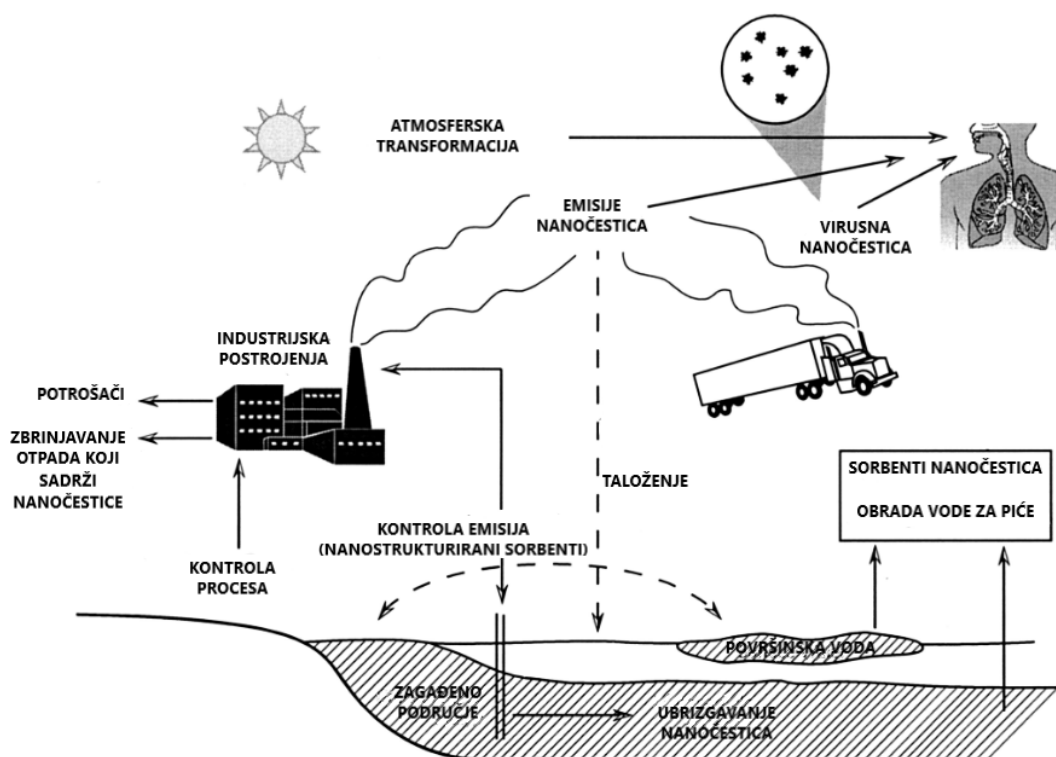 ATMOSFERSKA
TRANSFORMACIJA
EMISIJE
NANOČESTICA
VIRUSNA
NANOČESTICA
INDUSTRIJSKA
POSTROJENJA
POTROŠAČI
ZBRINJAVANJE
OTPADA KOJI
SADRŽI
NANOČESTICE
KONTROLA
PROCESA
KONTROLA EMISIJA
(NANOSTRUKTURIRANI SORBENTI)
TALOŽENJE
SORBENTI NANOČESTICA
OBRADA VODE ZA PIĆE
POVRŠINSKA VODA
ZAGAĐENO
PODRUČJE
UBRIZGAVANJE
NANOČESTICA